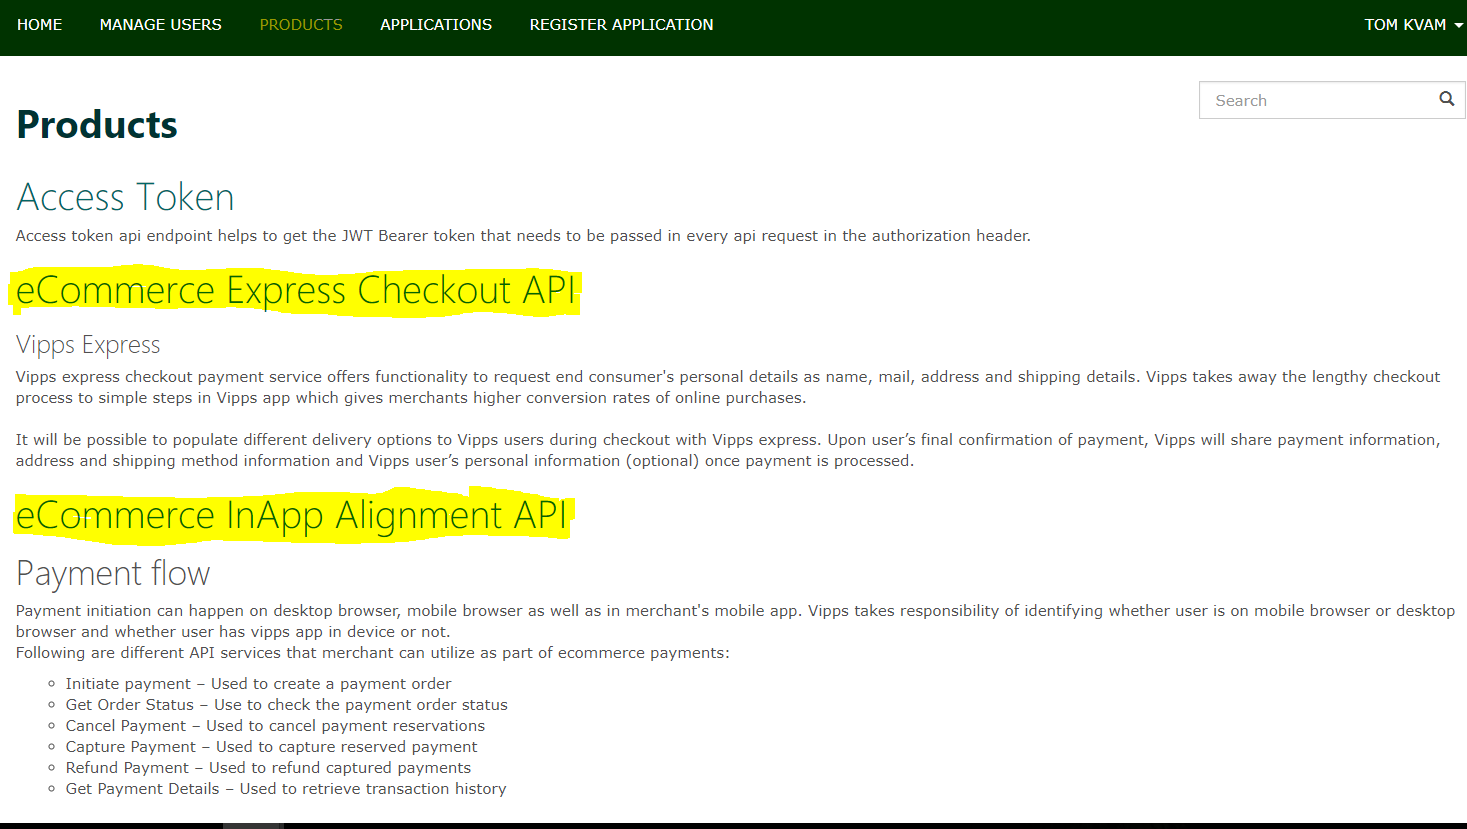 HOME MANAGE USERS PRODUCTS APPLICATIONS REGISTER APPLICATION TOM KVAM
Search
Products
Access Token
Access token api endpoint helps to get the JWT Bearer token that needs to be passed in every api request in the authorization header.
eCommerce Express Checkout API
Vipps Express
Vipps express checkout payment service offers functionality to request end consumer's personal details as name, mail, address and shipping details. Vipps takes away the lengthy checkout
process to simple steps in Vipps app which gives merchants higher conversion rates of online purchases.
It will be possible to populate different delivery options to Vipps users during checkout with Vipps express. Upon user’s final confirmation of payment, Vipps will share payment information,
address and shipping method information and Vipps user’s personal information (optional) once payment is processed.
eCommerce InApp Alignment API
Payment flow
Payment initiation can happen on desktop browser, mobile browser as well as in merchant's mobile app. Vipps takes responsibility of identifying whether user is on mobile browser or desktop
browser and whether user has vipps app in device or not.
Following are different API services that merchant can utilize as part of ecommerce payments:
Initiate payment – Used to create a payment order
Get Order Status – Use to check the payment order status
Cancel Payment – Used to cancel payment reservations
Capture Payment – Used to capture reserved payment
Refund Payment – Used to refund captured payments
Get Payment Details – Used to retrieve transaction history